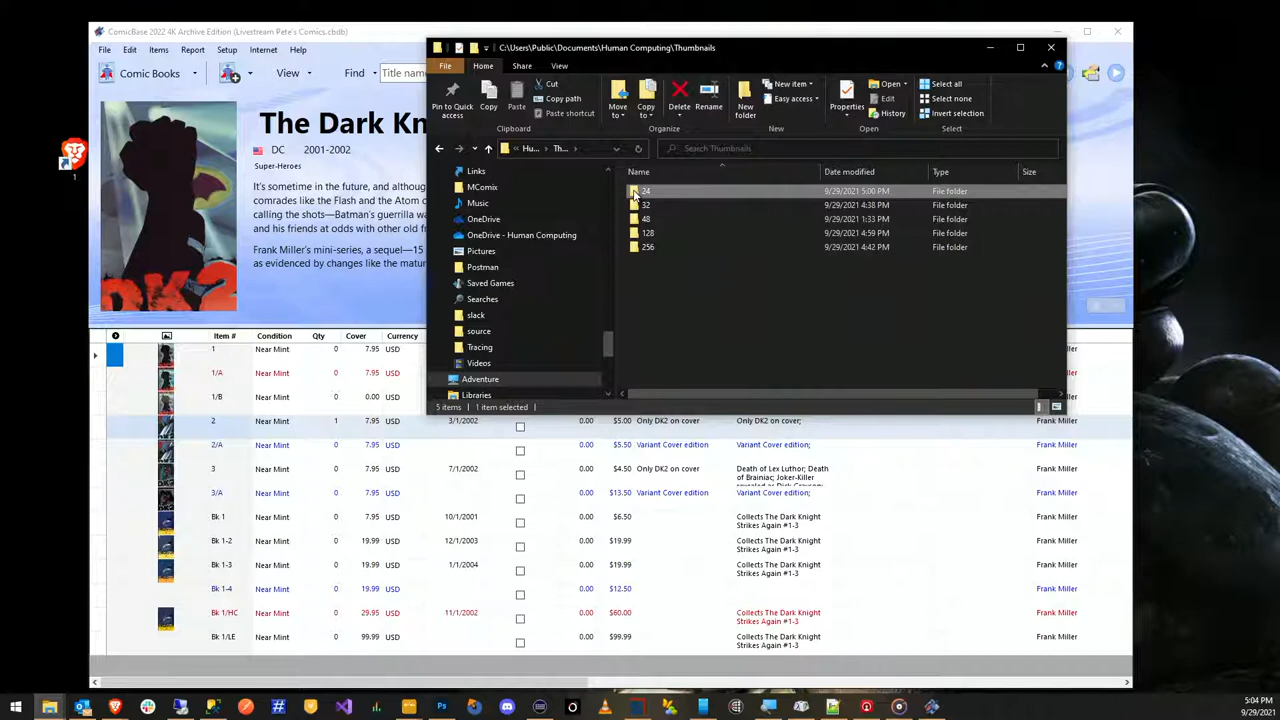 ComicBase 2022 4K Archive Edition (Livestream Pete's Comics.cbdb)
File Edit Items Report Setup Internet Help
Comic Books View Find Title name
The Dark Kn
DC 2001-2002
Super-Heroes
It's sometime in the future, and althoug
comrades like the Flash and the Atom c
calling the shots—Batman's guerrilla wa
and his friends at odds with other old fr
Frank Miller's mini-series, a sequel—15
as evidenced by changes like the matur
1
C:\Users\Public\Documents\Human Computing\Thumbnails
File Home Share View
Pin to Quick access
Copy
Paste
Cut
Copy path
Paste shortcut
Clipboard
Move to
Copy to
Delete
Rename
Organize
New folder
New item
Easy access
New
Properties
Open
Edit
History
Open
Select all
Select none
Invert selection
Select
« Hu... Th... Search Thumbnails
Links
MComix
Music
OneDrive
OneDrive - Human Computing
Pictures
Postman
Saved Games
Searches
slack
source
Tracing
Videos
Adventure
Libraries
Name Date modified Type Size
24 9/29/2021 5:00 PM File folder
32 9/29/2021 4:38 PM File folder
48 9/29/2021 1:33 PM File folder
128 9/29/2021 4:59 PM File folder
256 9/29/2021 4:42 PM File folder
5 items 1 item selected
Item # Condition Qty Cover Currency
1 Near Mint 0 7.95 USD ller
1/A Near Mint 0 7.95 USD ller
1/B Near Mint 0 0.00 USD ller
2 Near Mint 1 7.95 USD 3/1/2002 0.00 $5.00 Only DK2 on cover Only DK2 on cover; Frank Miller
2/A Near Mint 0 7.95 USD 0.00 $5.50 Variant Cover edition Variant Cover edition; Frank Miller
3 Near Mint 0 7.95 USD 7/1/2002 0.00 $4.50 Only DK2 on cover Death of Lex Luthor; Death Frank Miller
of Brainiac; Joker-Killer
revealed as Dick Grayson;
3/A Near Mint 0 7.95 USD 0.00 $13.50 Variant Cover edition Variant Cover edition; Frank Miller
Bk 1 Near Mint 0 7.95 USD 10/1/2001 0.00 $6.50 Collects The Dark Knight Frank Miller
Strikes Again #1-3
Bk 1-2 Near Mint 0 19.99 USD 12/1/2003 0.00 $19.99 Collects The Dark Knight Frank Miller
Strikes Again #1-3
Bk 1-3 Near Mint 0 19.99 USD 1/1/2004 0.00 $19.99 Collects The Dark Knight Frank Miller
Strikes Again #1-3
Bk 1-4 Near Mint 0 19.99 USD 0.00 $12.50 Frank Miller
Bk 1/HC Near Mint 0 29.95 USD 11/1/2002 0.00 $60.00 Collects The Dark Knight Frank Miller
Strikes Again #1-3
Bk 1/LE Near Mint 0 99.99 USD 0.00 $99.99 Collects The Dark Knight Frank Miller
Strikes Again #1-3
5:04 PM
9/29/2021